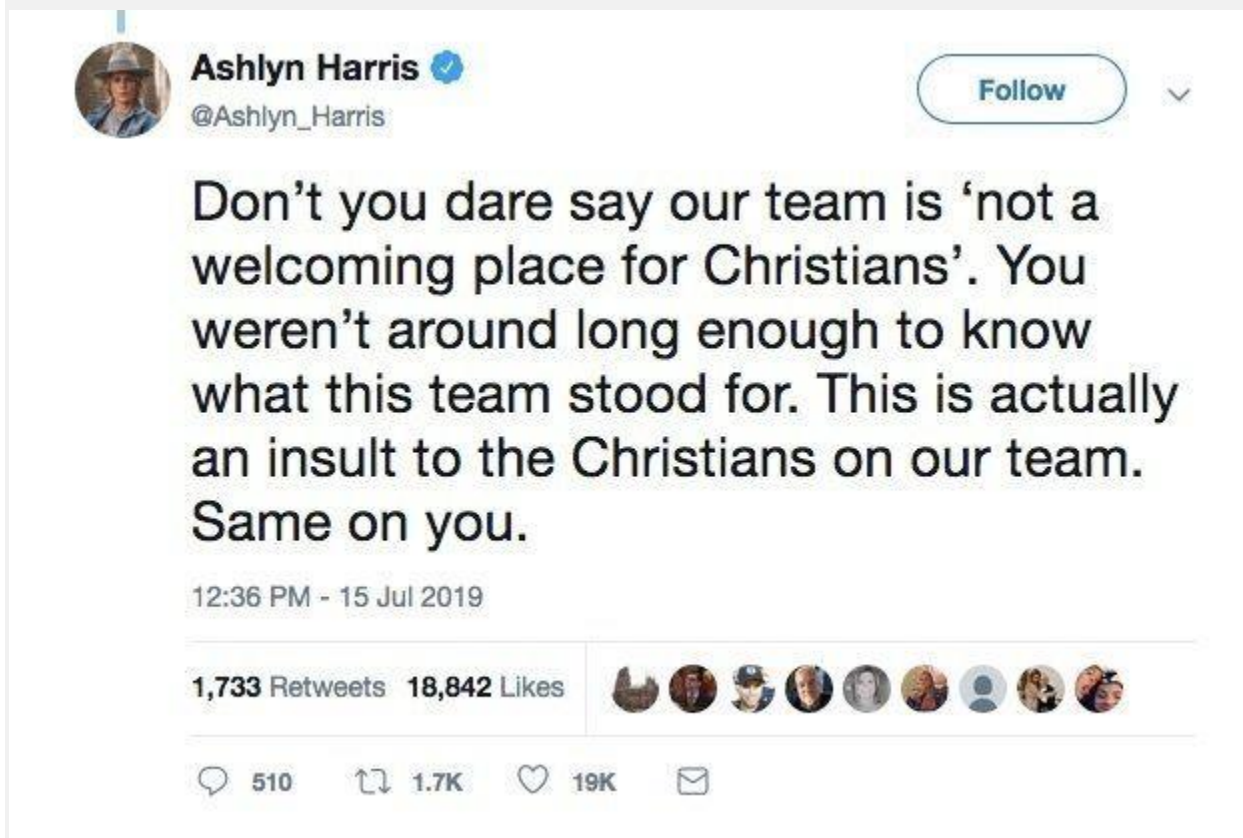 Ashlyn Harris
Follow
@Ashlyn_Harris
Don’t you dare say our team is ‘not a
welcoming place for Christians’. You
weren’t around long enough to know
what this team stood for. This is actually
an insult to the Christians on our team.
Same on you.
12:36 PM - 15 Jul 2019
1,733 Retweets 18,842 Likes
510 1.7K 19K